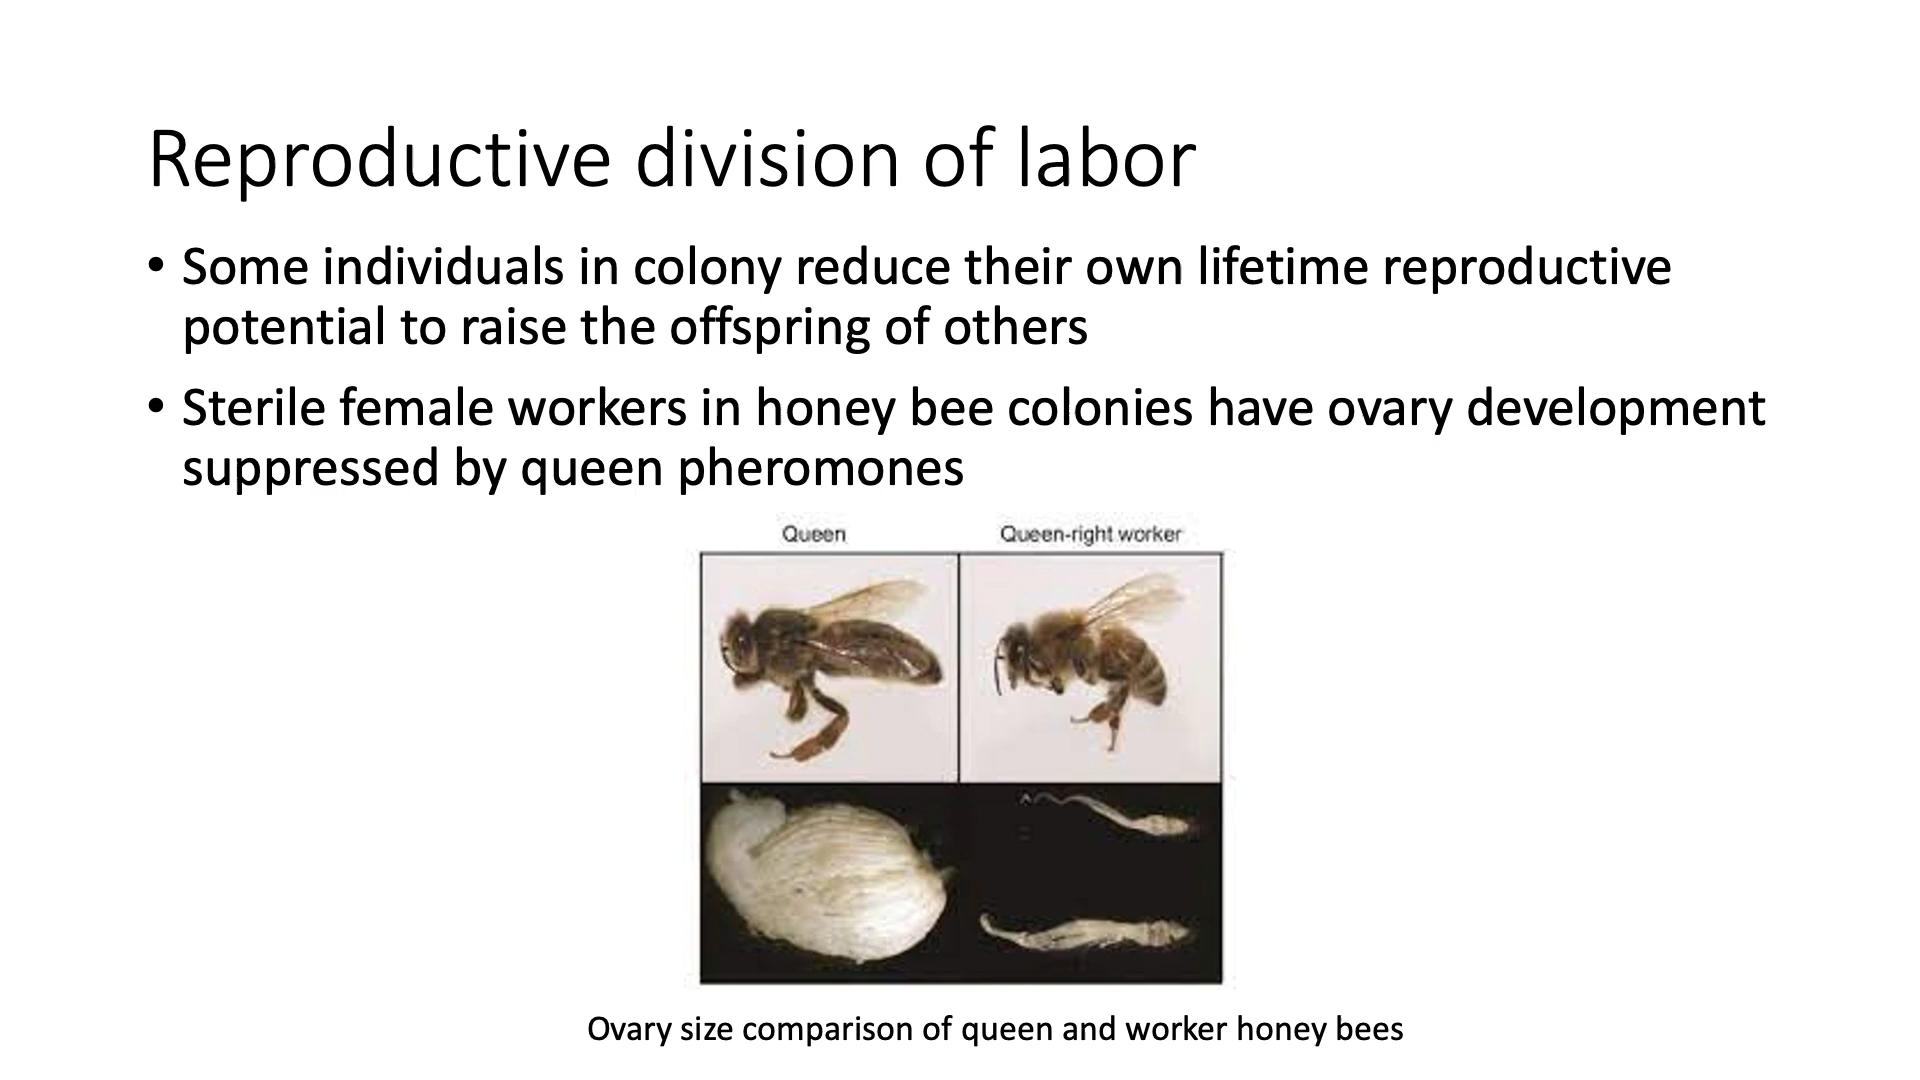 Reproductive division of labor
• Some individuals in colony reduce their own lifetime reproductive
potential to raise the offspring of others
• Sterile female workers in honey bee colonies have ovary development
suppressed by queen pheromones
Queen Queen-right worker
Ovary size comparison of queen and worker honey bees